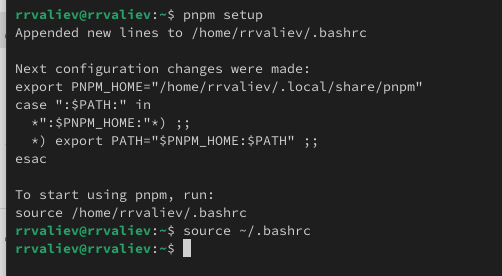 rrvaliev@rrvaliev:~$ pnpm setup
Appended new lines to /home/rrvaliev/.bashrc

Next configuration changes were made:
export PNPM_HOME="/home/rrvaliev/.local/share/pnpm"
case ":$PATH:" in
  *":$PNPM_HOME:"*) ;;
  *) export PATH="$PNPM_HOME:$PATH" ;;
esac

To start using pnpm, run:
source /home/rrvaliev/.bashrc
rrvaliev@rrvaliev:~$ source ~/.bashrc
rrvaliev@rrvaliev:~$